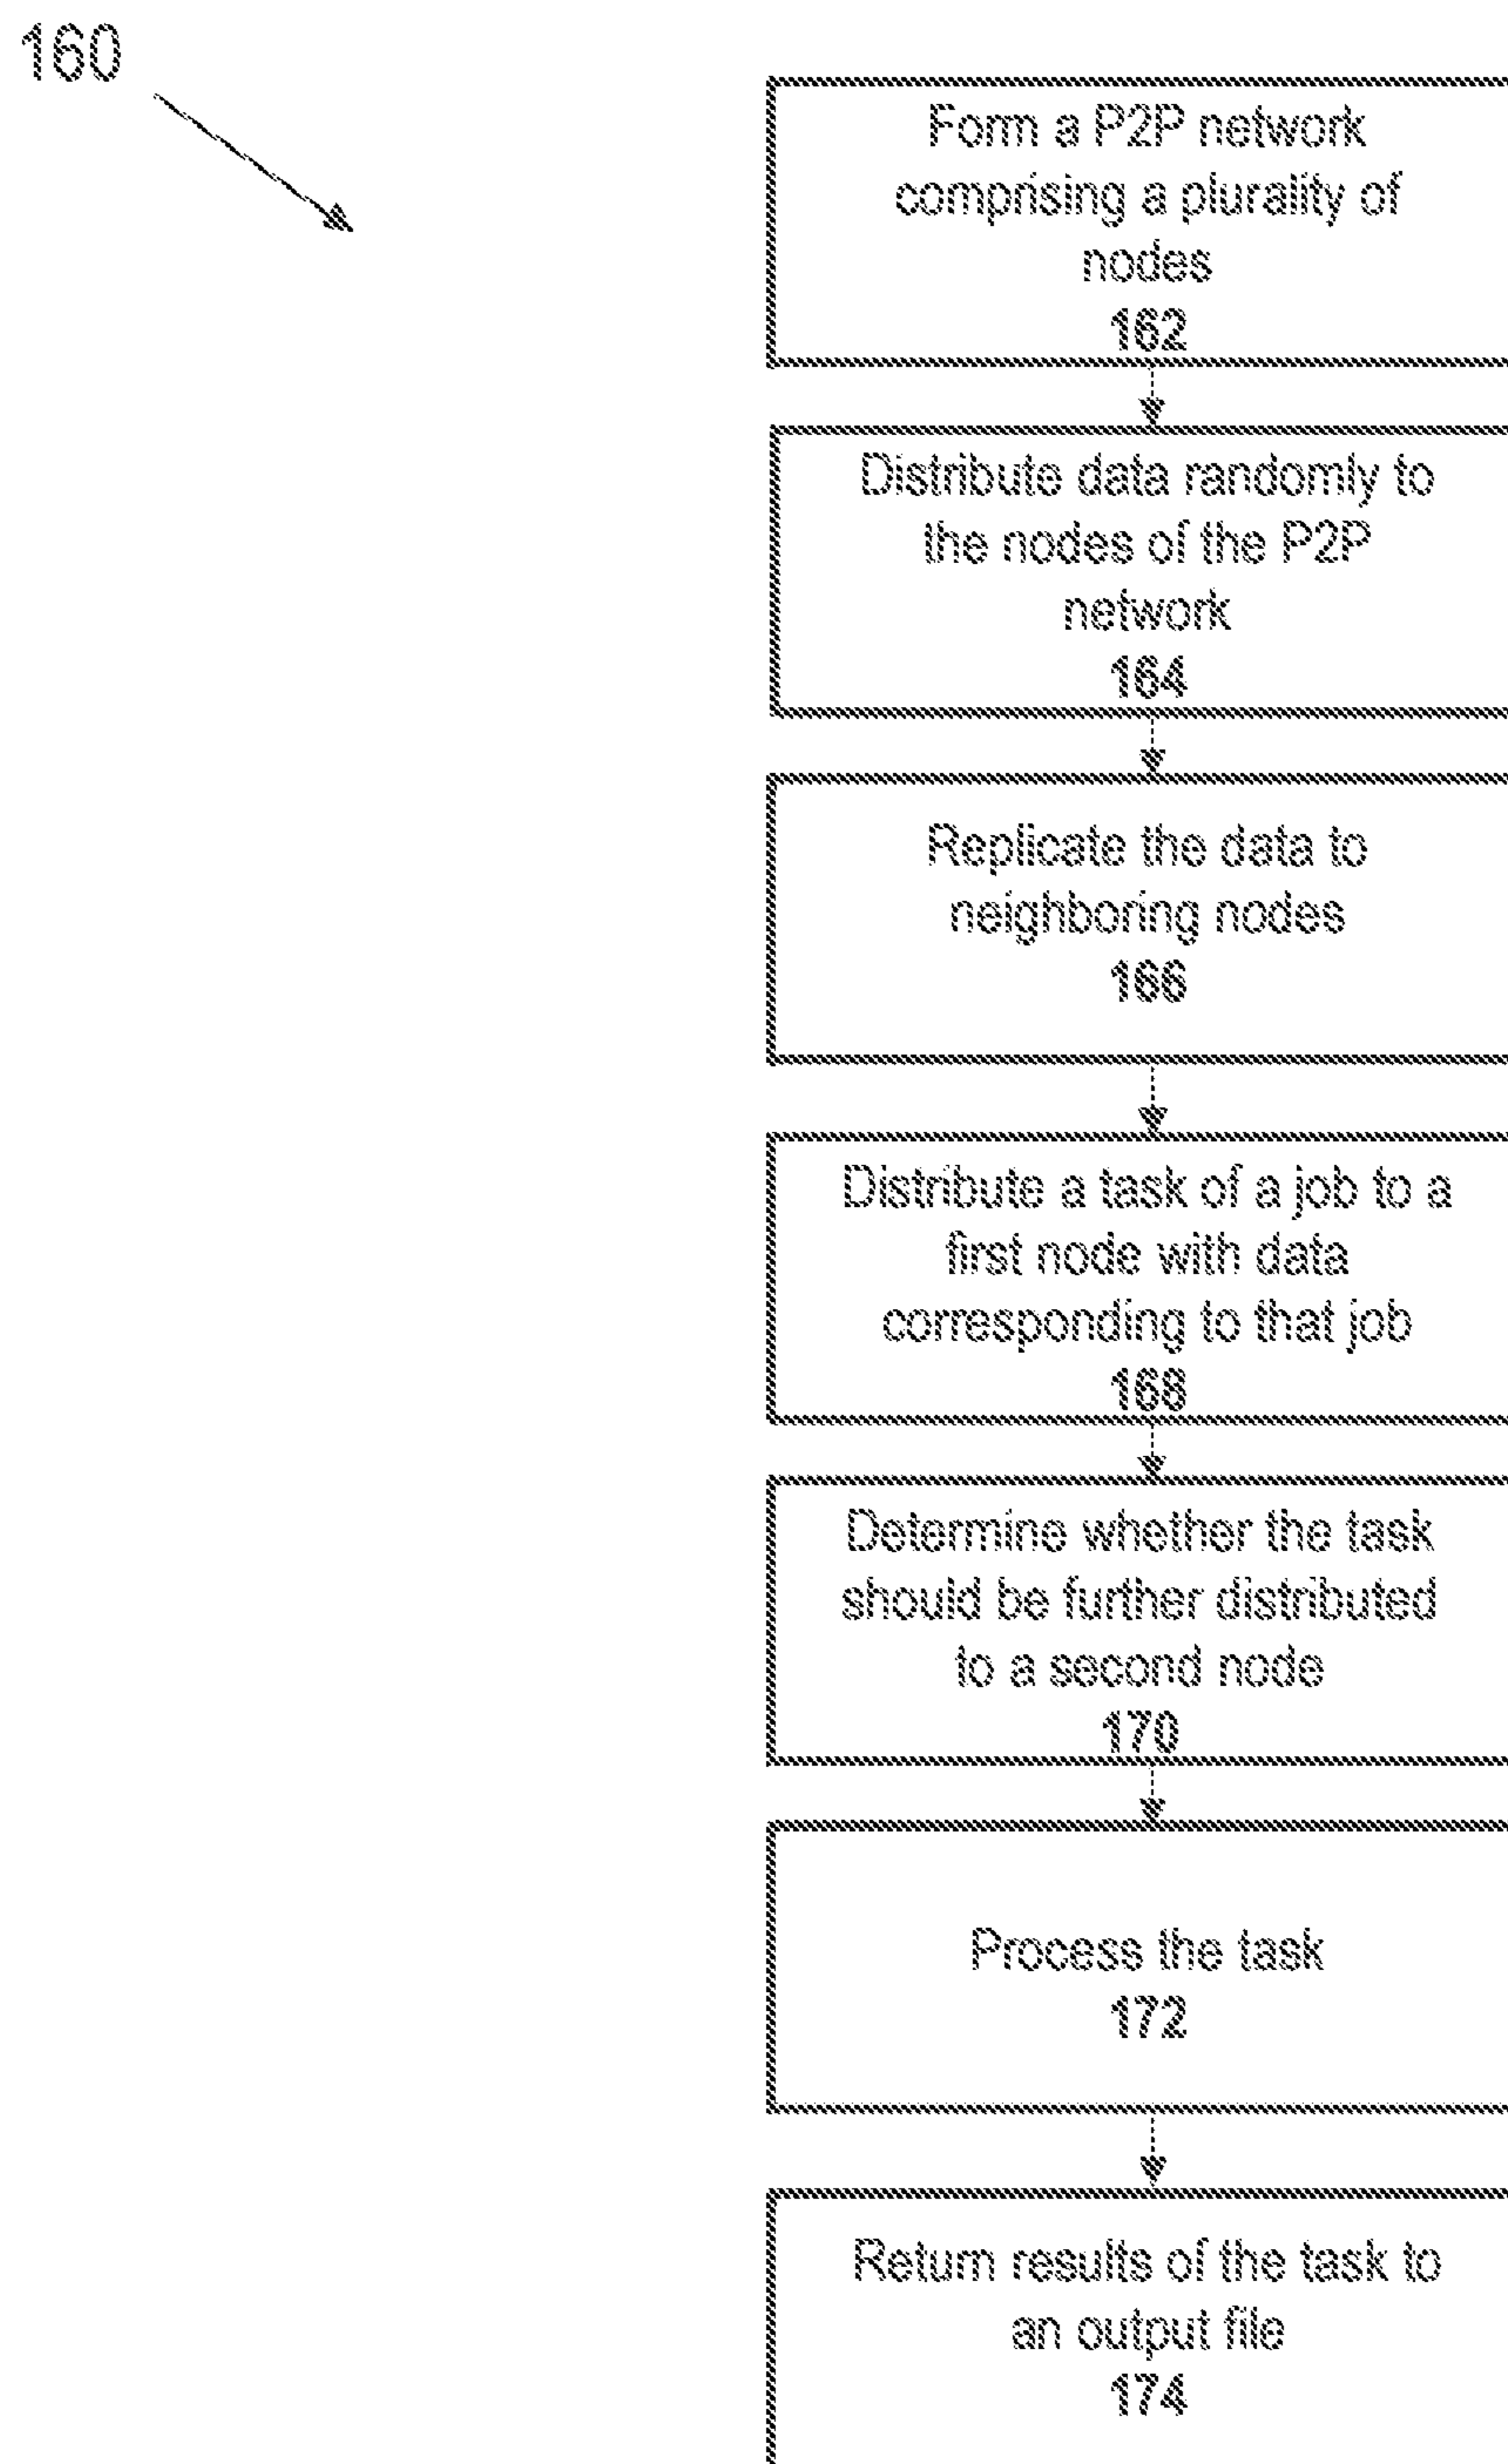 160
Form a P2P network
comprising a plurality of
nodes
162
Distribute data randomly to
the nodes of the P2P
network
164
Replicate the data to
neighboring nodes
166
Distribute a task of a job to a
first node with data
corresponding to that job
168
Determine whether the task
should be further distributed
to a second node
170
Process the task
172
Return results of the task to
an output file
174